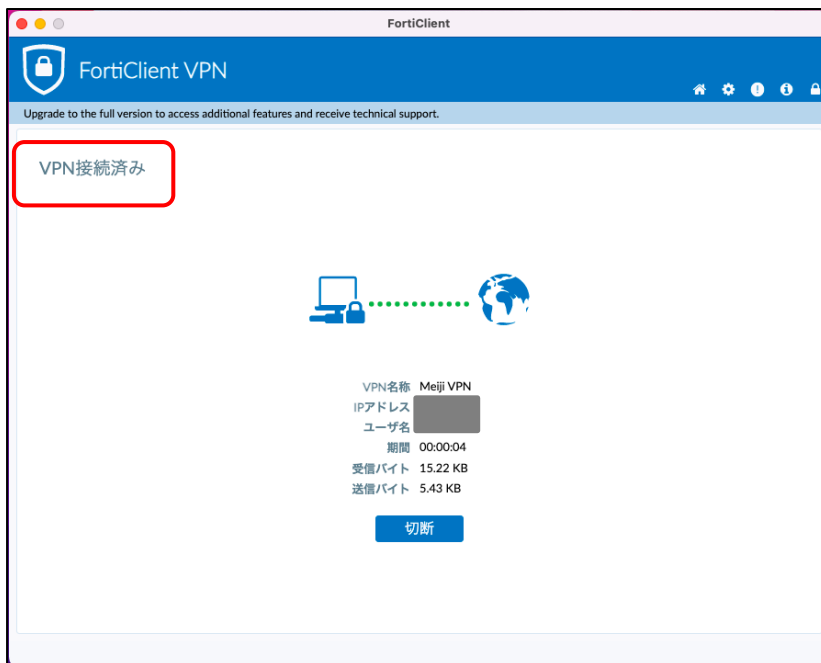 FortiClient
FortiClient VPN
Upgrade to the full version to access additional features and receive technical support.
VPN接続済み
VPN名称 Meiji VPN
IPアドレス
ユーザ名
期間 00:00:04
受信バイト 15.22 KB
送信バイト 5.43 KB
切断